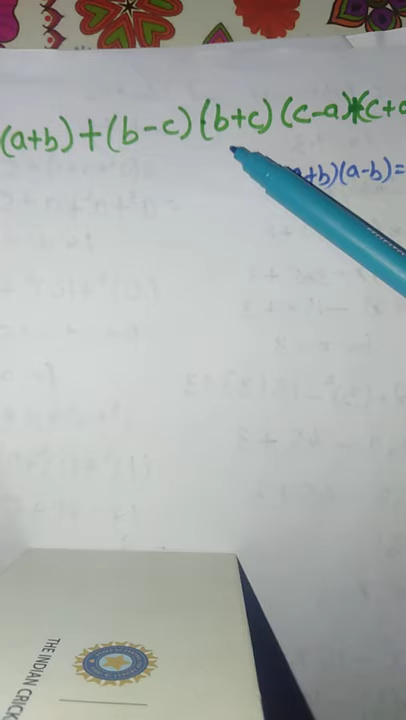 (a+b)+(b-c)(b+c)(c-a)*(c+a
+b)(a-b)=
THE INDIAN CRICK